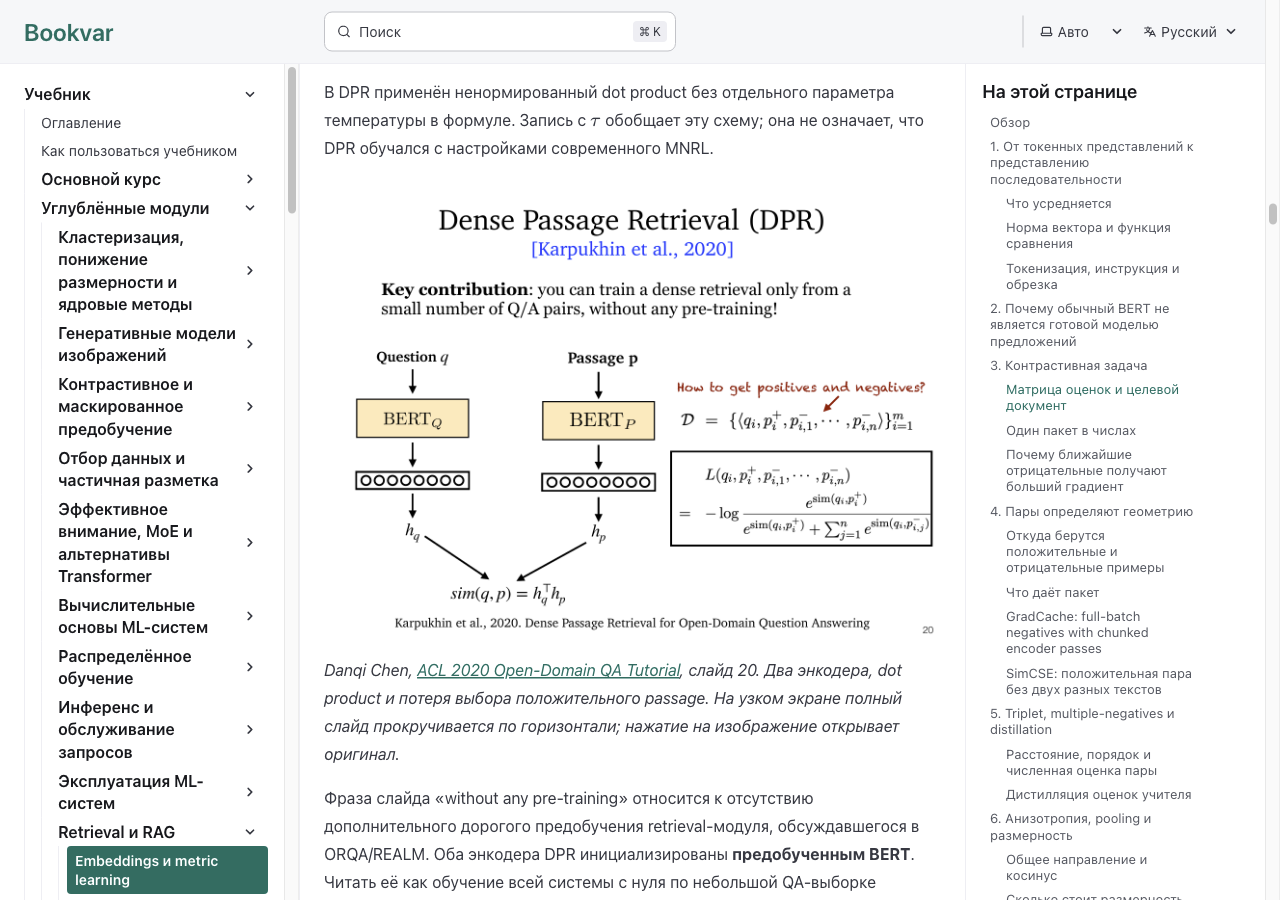 Bookvar
Поиск
⌘ K
Авто
Русский
Учебник
Оглавление
Как пользоваться учебником
Основной курс
Углублённые модули
Кластеризация,
понижение
размерности и
ядровые методы
Генеративные модели
изображений
Контрастивное и
маскированное
предобучение
Отбор данных и
частичная разметка
Эффективное
внимание, MoE и
альтернативы
Transformer
Вычислительные
основы ML-систем
Распределённое
обучение
Инференс и
обслуживание
запросов
Эксплуатация ML-
систем
Retrieval и RAG
Embeddings и metric
learning
В DPR применён ненормированный dot product без отдельного параметра
температуры в формуле. Запись с τ обобщает эту схему; она не означает, что
DPR обучался с настройками современного MNRL.
Dense Passage Retrieval (DPR)
[Karpukhin et al., 2020]
Key contribution: you can train a dense retrieval only from a
small number of Q/A pairs, without any pre-training!
Question q
Passage p
BERT_Q
BERT_P
h_q
h_p
sim(q, p) = h_q^⊤ h_p
How to get positives and negatives?
𝒟 = {⟨q_i, p_i^+, p_{i,1}^−, ⋯ , p_{i,n}^−⟩}_{i=1}^m
L(q_i, p_i^+, p_{i,1}^−, ⋯ , p_{i,n}^−)
= − log e^{sim(q_i,p_i^+)} / (e^{sim(q_i,p_i^+)} + ∑_{j=1}^n e^{sim(q_i,p_{i,j}^−)})
Karpukhin et al., 2020. Dense Passage Retrieval for Open-Domain Question Answering
20
Danqi Chen, ACL 2020 Open-Domain QA Tutorial, слайд 20. Два энкодера, dot
product и потеря выбора положительного passage. На узком экране полный
слайд прокручивается по горизонтали; нажатие на изображение открывает
оригинал.
Фраза слайда «without any pre-training» относится к отсутствию
дополнительного дорогого предобучения retrieval-модуля, обсуждавшегося в
ORQA/REALM. Оба энкодера DPR инициализированы предобученным BERT.
Читать её как обучение всей системы с нуля по небольшой QA-выборке
На этой странице
Обзор
1. От токенных представлений к
представлению
последовательности
Что усредняется
Норма вектора и функция
сравнения
Токенизация, инструкция и
обрезка
2. Почему обычный BERT не
является готовой моделью
предложений
3. Контрастивная задача
Матрица оценок и целевой
документ
Один пакет в числах
Почему ближайшие
отрицательные получают
больший градиент
4. Пары определяют геометрию
Откуда берутся
положительные и
отрицательные примеры
Что даёт пакет
GradCache: full-batch
negatives with chunked
encoder passes
SimCSE: положительная пара
без двух разных текстов
5. Triplet, multiple-negatives и
distillation
Расстояние, порядок и
численная оценка пары
Дистилляция оценок учителя
6. Анизотропия, pooling и
размерность
Общее направление и
косинус
Сколько стоит размерность